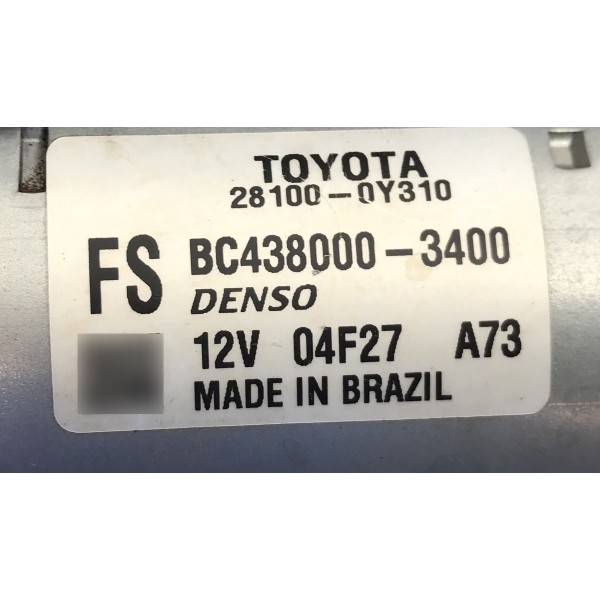 TOYOTA
28100-0Y310
FS BC438000-3400
DENSO
12V 04F27 A73
MADE IN BRAZIL